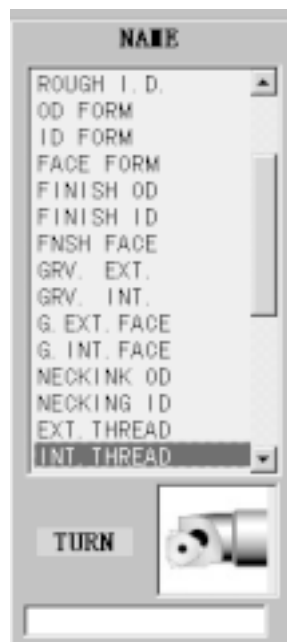 NAME
ROUGH I.D.
OD FORM
ID FORM
FACE FORM
FINISH OD
FINISH ID
FNSH FACE
GRV. EXT.
GRV. INT.
G.EXT.FACE
G.INT.FACE
NECKINK OD
NECKING ID
EXT.THREAD
INT.THREAD
TURN